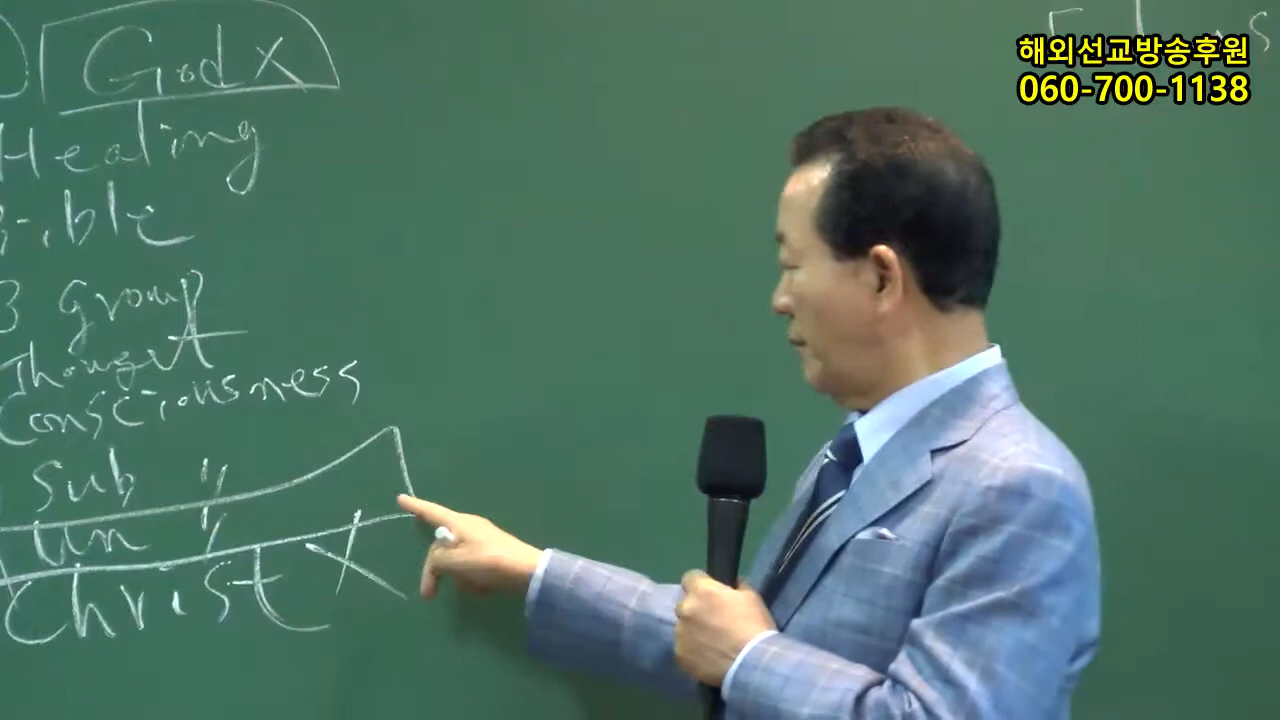 God X
Healing
Bible
3 group
Thought
Consciousness
Sub "
un "
Christ X
해외선교방송후원
060-700-1138